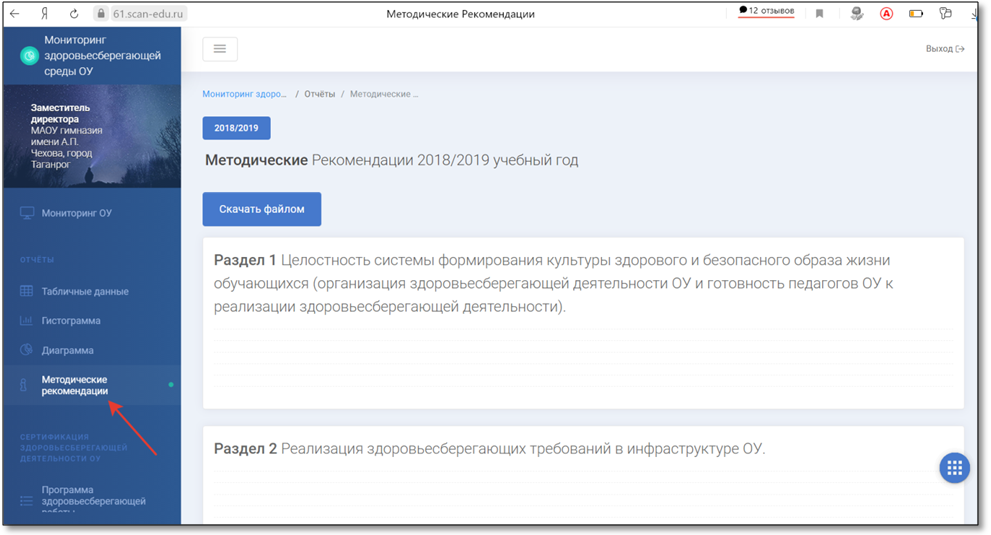 61.scan-edu.ru
Методические Рекомендации
12 отзывов
Мониторинг
здоровьесберегающей
среды ОУ
Выход
Заместитель
директора
МАОУ гимназия
имени А.П.
Чехова, город
Таганрог
Мониторинг ОУ
ОТЧЁТЫ
Табличные данные
Гистограмма
Диаграмма
Методические
рекомендации
СЕРТИФИКАЦИЯ
ЗДОРОВЬЕСБЕРЕГАЮЩЕЙ
ДЕЯТЕЛЬНОСТИ ОУ
Программа
здоровьесберегающей
работы
Мониторинг здоро... / Отчёты / Методические ...
2018/2019
Методические Рекомендации 2018/2019 учебный год
Скачать файлом
Раздел 1 Целостность системы формирования культуры здорового и безопасного образа жизни
обучающихся (организация здоровьесберегающей деятельности ОУ и готовность педагогов ОУ к
реализации здоровьесберегающей деятельности).
Раздел 2 Реализация здоровьесберегающих требований в инфраструктуре ОУ.